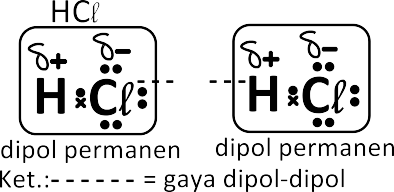 HCℓ
δ+ δ− δ+ δ−
H Cℓ H Cℓ
dipol permanen dipol permanen
Ket.:- - - - - - = gaya dipol-dipol